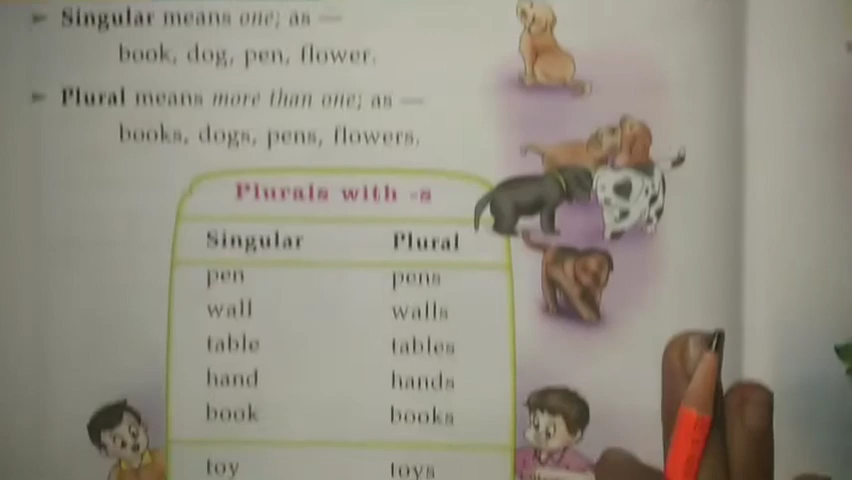 ➤ Singular means one; as —
book, dog, pen, flower.
➤ Plural means more than one; as —
books, dogs, pens, flowers.
Plurals with -s
Singular Plural
pen pens
wall walls
table tables
hand hands
book books
toy toys